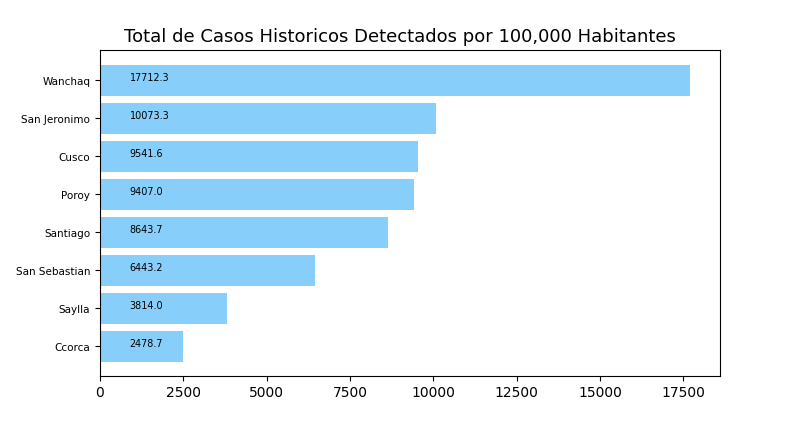 Total de Casos Historicos Detectados por 100,000 Habitantes
Wanchaq 17712.3
San Jeronimo 10073.3
Cusco 9541.6
Poroy 9407.0
Santiago 8643.7
San Sebastian 6443.2
Saylla 3814.0
Ccorca 2478.7
0 2500 5000 7500 10000 12500 15000 17500